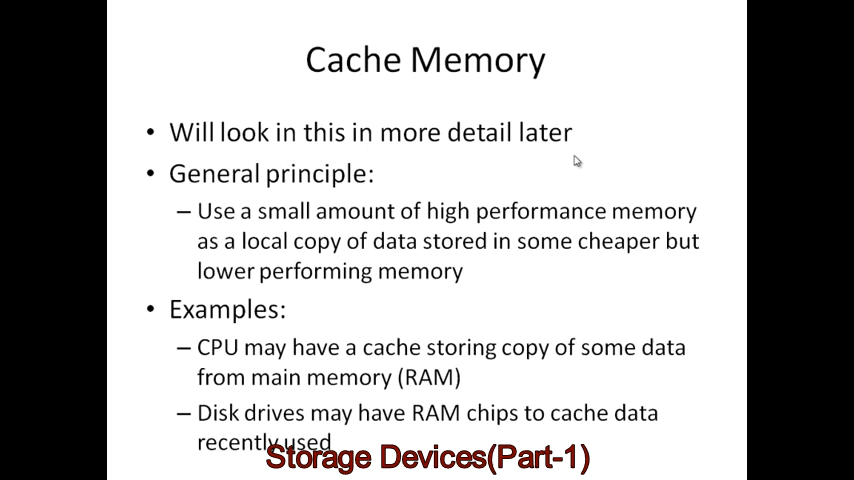 Cache Memory
• Will look in this in more detail later
• General principle:
– Use a small amount of high performance memory
as a local copy of data stored in some cheaper but
lower performing memory
• Examples:
– CPU may have a cache storing copy of some data
from main memory (RAM)
– Disk drives may have RAM chips to cache data
recently used
Storage Devices(Part-1)